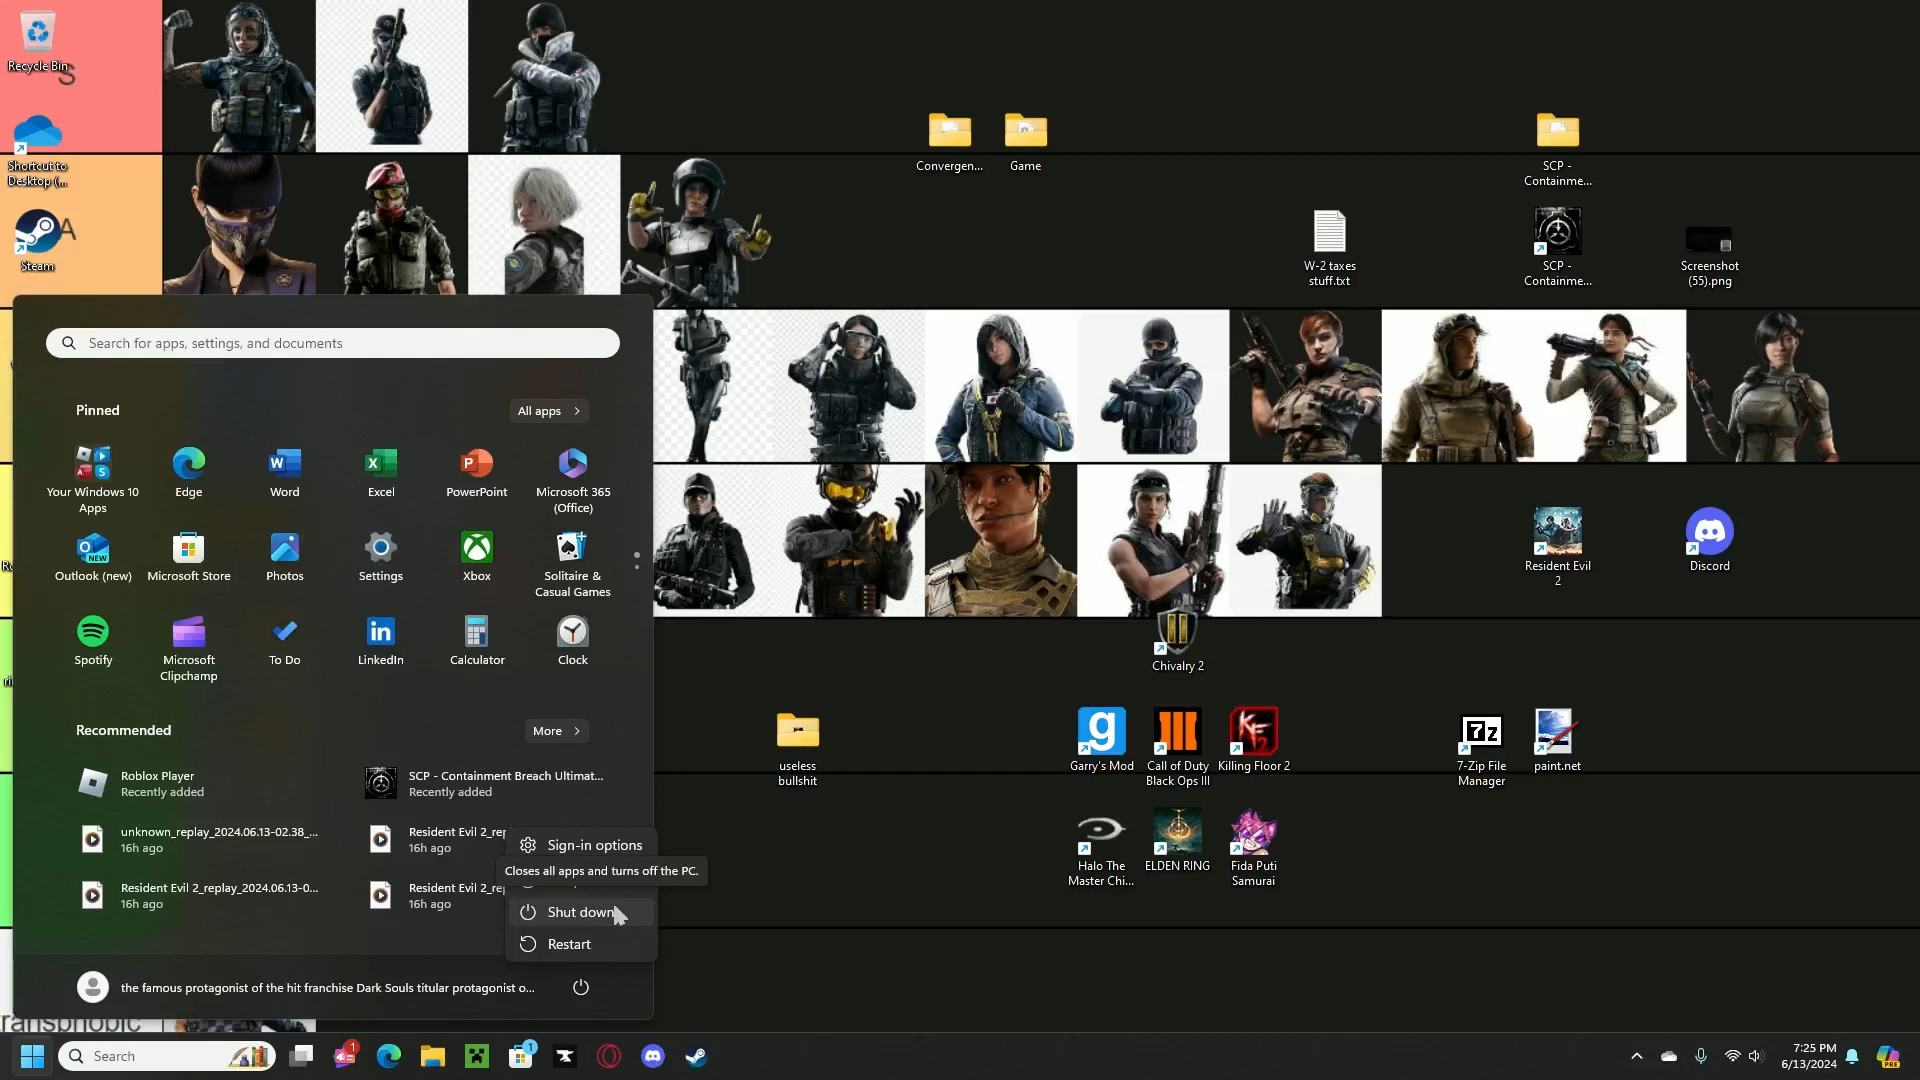 Recycle Bin
S
Shortcut to
Desktop (...
A
Steam
Convergen...
Game
SCP -
Containme...
W-2 taxes
stuff.txt
SCP -
Containme...
Screenshot
(55).png
Search for apps, settings, and documents
Pinned
All apps
Your Windows 10
Apps
Edge
Word
Excel
PowerPoint
Microsoft 365
(Office)
Outlook (new)
Microsoft Store
Photos
Settings
Xbox
Solitaire &
Casual Games
Spotify
Microsoft
Clipchamp
To Do
LinkedIn
Calculator
Clock
Recommended
More
Roblox Player
Recently added
SCP - Containment Breach Ultimat...
Recently added
unknown_replay_2024.06.13-02.38_...
16h ago
Resident Evil 2_rep
16h ago
Resident Evil 2_replay_2024.06.13-0...
16h ago
Resident Evil 2_rep
16h ago
Sign-in options
Closes all apps and turns off the PC.
Shut down
Restart
the famous protagonist of the hit franchise Dark Souls titular protagonist o...
transphobic
Resident Evil
2
Discord
Chivalry 2
useless
bullshit
Garry's Mod
Call of Duty
Black Ops III
Killing Floor 2
7-Zip File
Manager
paint.net
Halo The
Master Chi...
ELDEN RING
Fida Puti
Samurai
Search
1
1
7:25 PM
6/13/2024
PRE